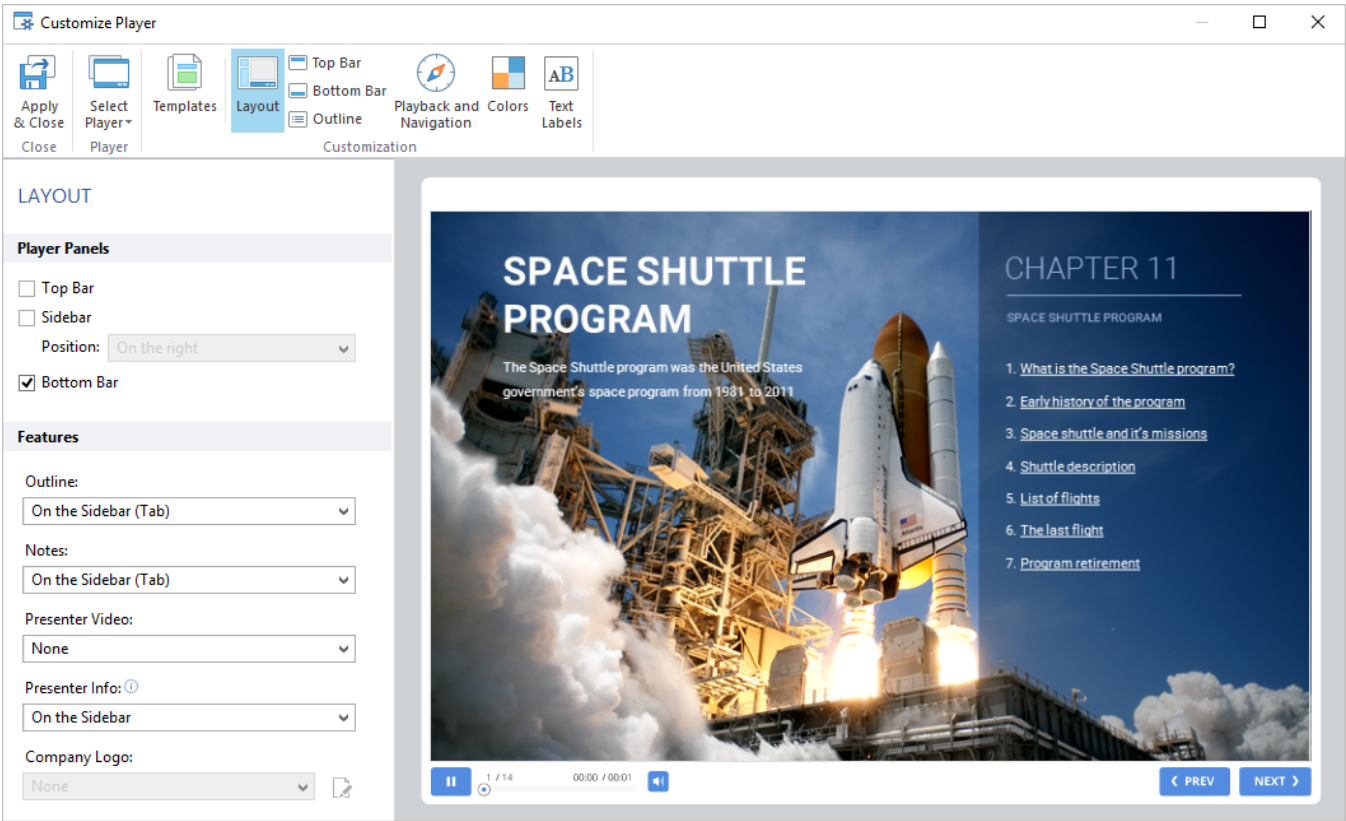 Customize Player
Apply & Close
Select Player
Templates
Layout
Top Bar
Bottom Bar
Outline
Playback and Navigation
Colors
AB
Text Labels
Close
Player
Customization
LAYOUT
Player Panels
Top Bar
Sidebar
Position: On the right
Bottom Bar
Features
Outline:
On the Sidebar (Tab)
Notes:
On the Sidebar (Tab)
Presenter Video:
None
Presenter Info:
On the Sidebar
Company Logo:
None
SPACE SHUTTLE
PROGRAM
The Space Shuttle program was the United States
government's space program from 1981 to 2011
Atlantis
CHAPTER 11
SPACE SHUTTLE PROGRAM
1. What is the Space Shuttle program?
2. Early history of the program
3. Space shuttle and it's missions
4. Shuttle description
5. List of flights
6. The last flight
7. Program retirement
1 / 14
00:00 / 00:01
PREV
NEXT